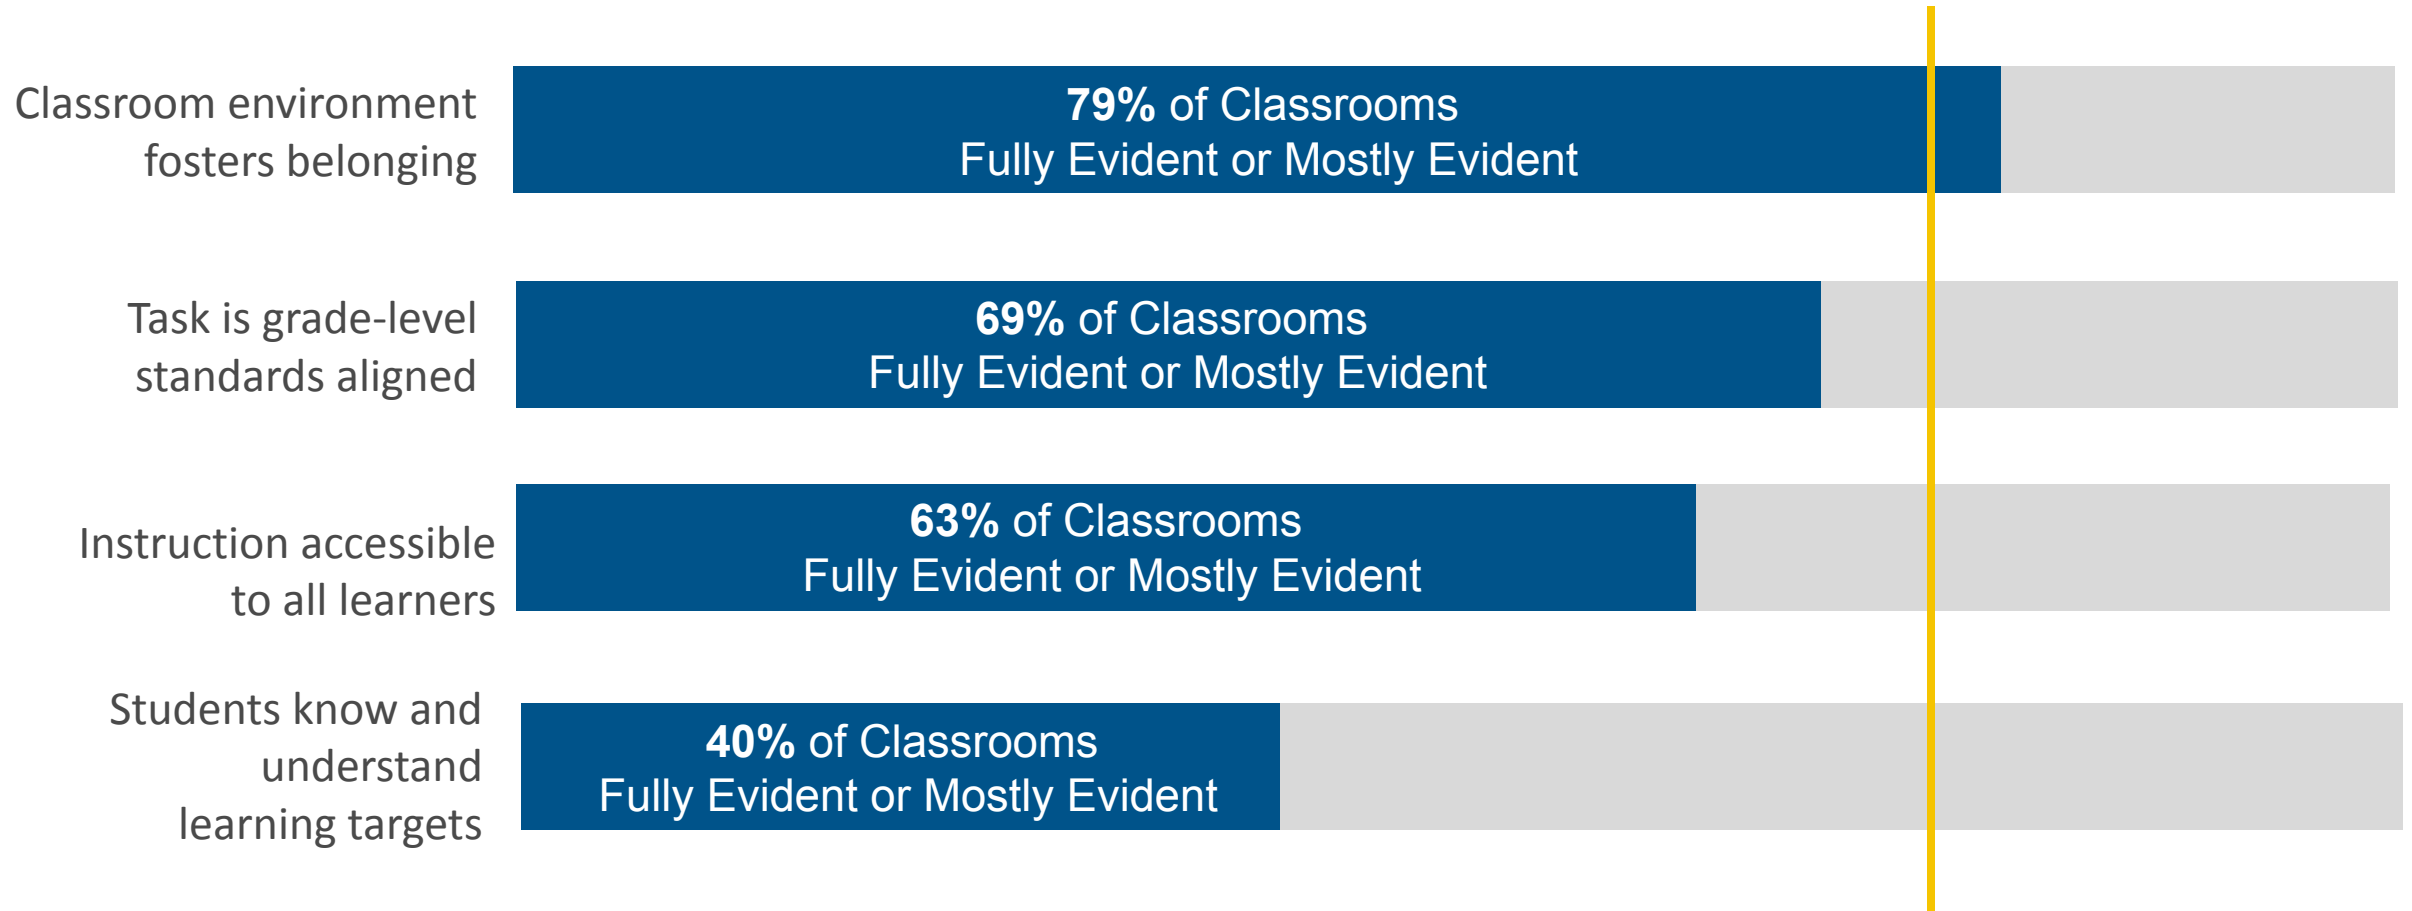 Classroom environment
fosters belonging
79% of Classrooms
Fully Evident or Mostly Evident
Task is grade-level
standards aligned
69% of Classrooms
Fully Evident or Mostly Evident
Instruction accessible
to all learners
63% of Classrooms
Fully Evident or Mostly Evident
Students know and
understand
learning targets
40% of Classrooms
Fully Evident or Mostly Evident